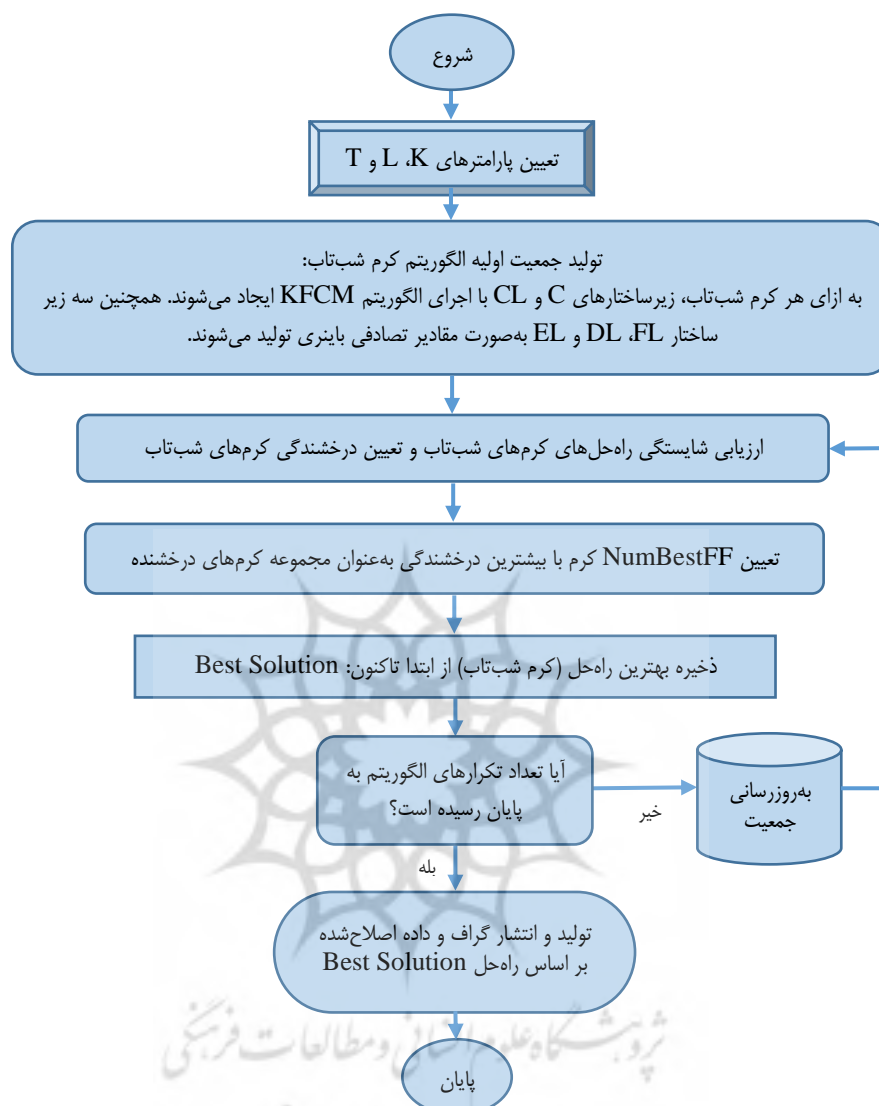 شروع
تعیین پارامترهای K، L و T
تولید جمعیت اولیه الگوریتم کرم شب‌تاب:
به ازای هر کرم شب‌تاب، زیرساختارهای C و CL با اجرای الگوریتم KFCM ایجاد می‌شوند. همچنین سه زیر
ساختار DL ،FL و EL به‌صورت مقادیر تصادفی باینری تولید می‌شوند.
ارزیابی شایستگی راه‌حل‌های کرم‌های شب‌تاب و تعیین درخشندگی کرم‌های شب‌تاب
تعیین NumBestFF کرم با بیشترین درخشندگی به‌عنوان مجموعه کرم‌های درخشنده
ذخیره بهترین راه‌حل (کرم شب‌تاب) از ابتدا تاکنون: Best Solution
آیا تعداد تکرارهای الگوریتم به
پایان رسیده است؟
خیر
به‌روزرسانی
جمعیت
بله
تولید و انتشار گراف و داده اصلاح‌شده
بر اساس راه‌حل Best Solution
پژوهشگاه علوم انسانی و مطالعات فرهنگی
پایان